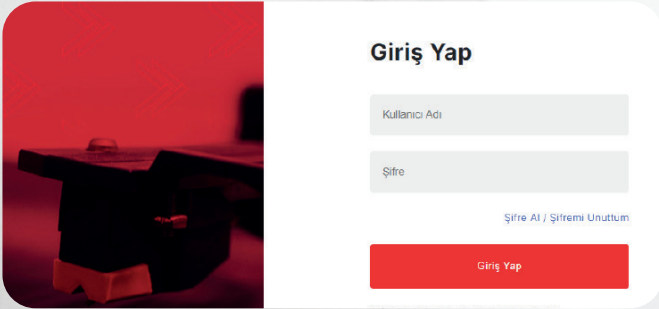 Giriş Yap
Kullanıcı Adı
Şifre
Şifre Al / Şifremi Unuttum
Giriş Yap